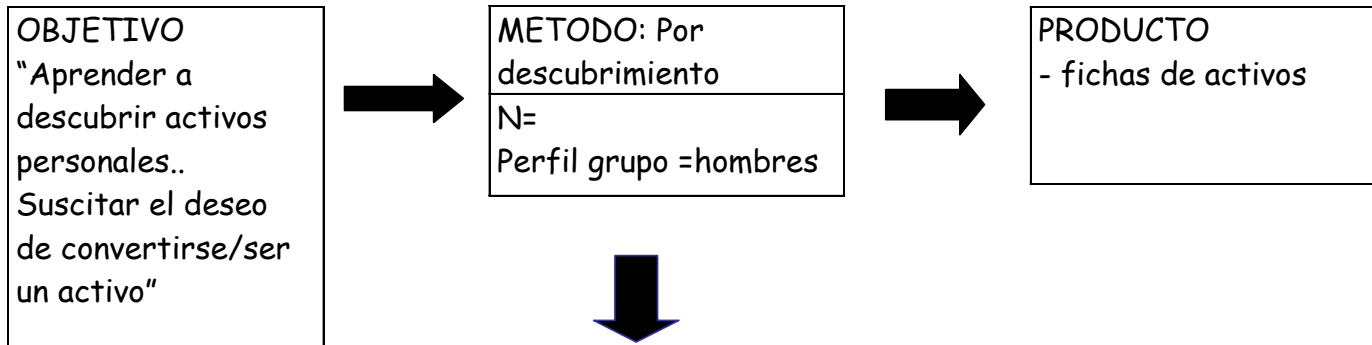 OBJETIVO
“Aprender a
descubrir activos
personales..
Suscitar el deseo
de convertirse/ser
un activo”
METODO: Por
descubrimiento
N=
Perfil grupo =hombres
PRODUCTO
- fichas de activos